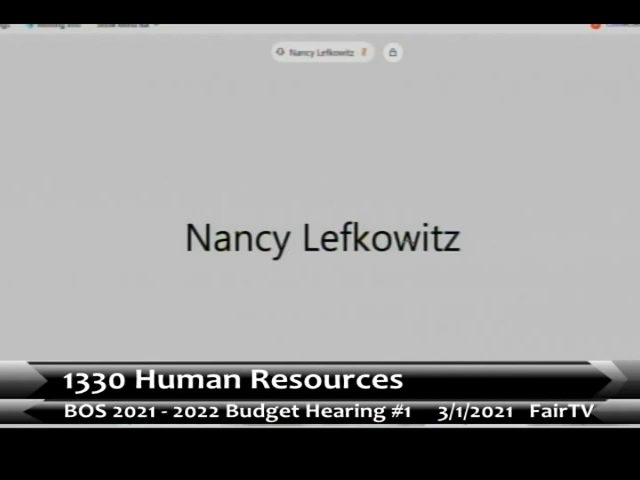 Nancy Lefkowitz
Nancy Lefkowitz
1330 Human Resources
BOS 2021 - 2022 Budget Hearing #1 3/1/2021 FairTV